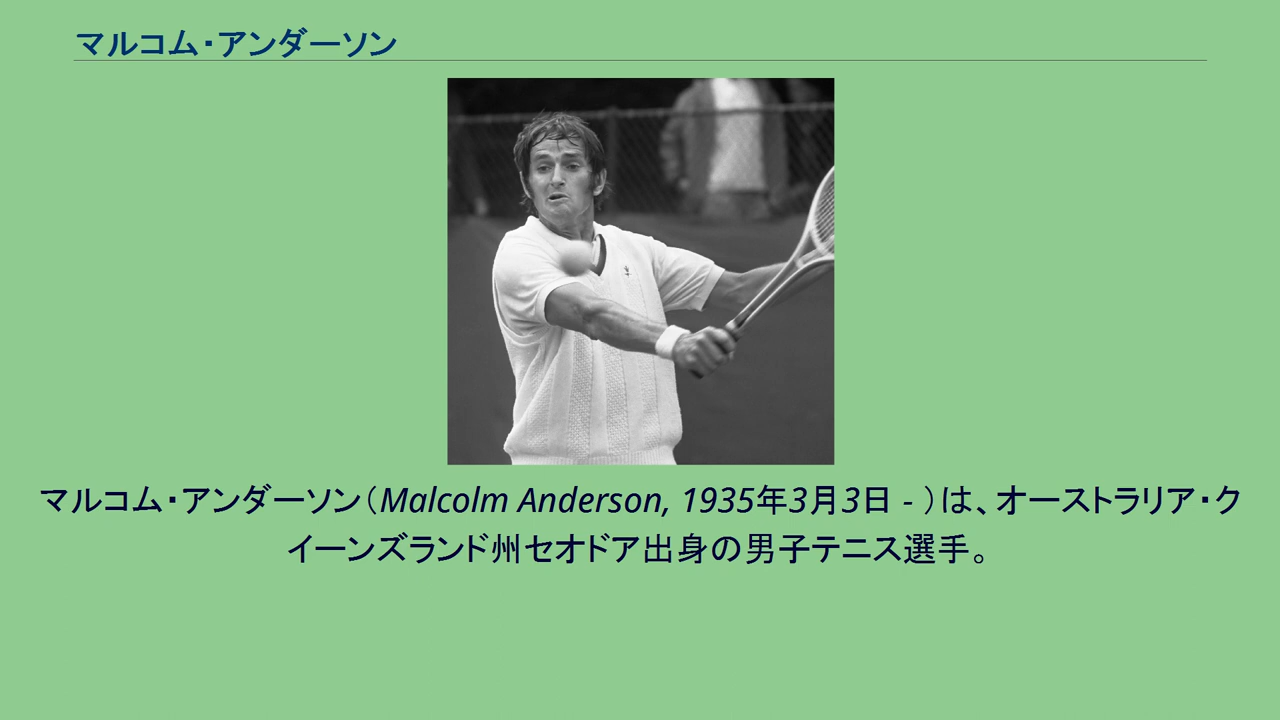 マルコム・アンダーソン
マルコム・アンダーソン（Malcolm Anderson, 1935年3月3日 - ）は、オーストラリア・ク
イーンズランド州セオドア出身の男子テニス選手。